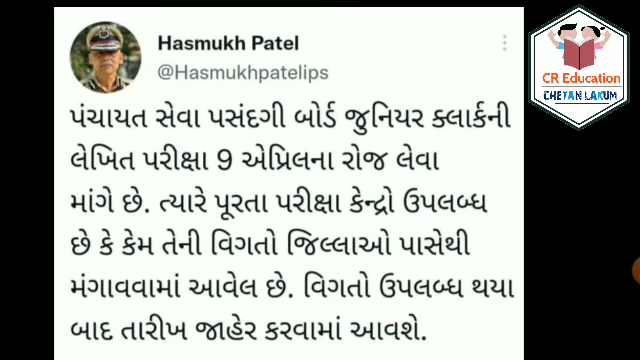 Hasmukh Patel
@Hasmukhpatelips
પંચાયત સેવા પસંદગી બોર્ડ જુનિયર ક્લાર્કની
લેખિત પરીક્ષા 9 એપ્રિલના રોજ લેવા
માંગે છે. ત્યારે પૂરતા પરીક્ષા કેન્દ્રો ઉપલબ્ધ
છે કે કેમ તેની વિગતો જિલ્લાઓ પાસેથી
મંગાવવામાં આવેલ છે. વિગતો ઉપલબ્ધ થયા
બાદ તારીખ જાહેર કરવામાં આવશે.
CR Education
CHETAN LAKUM